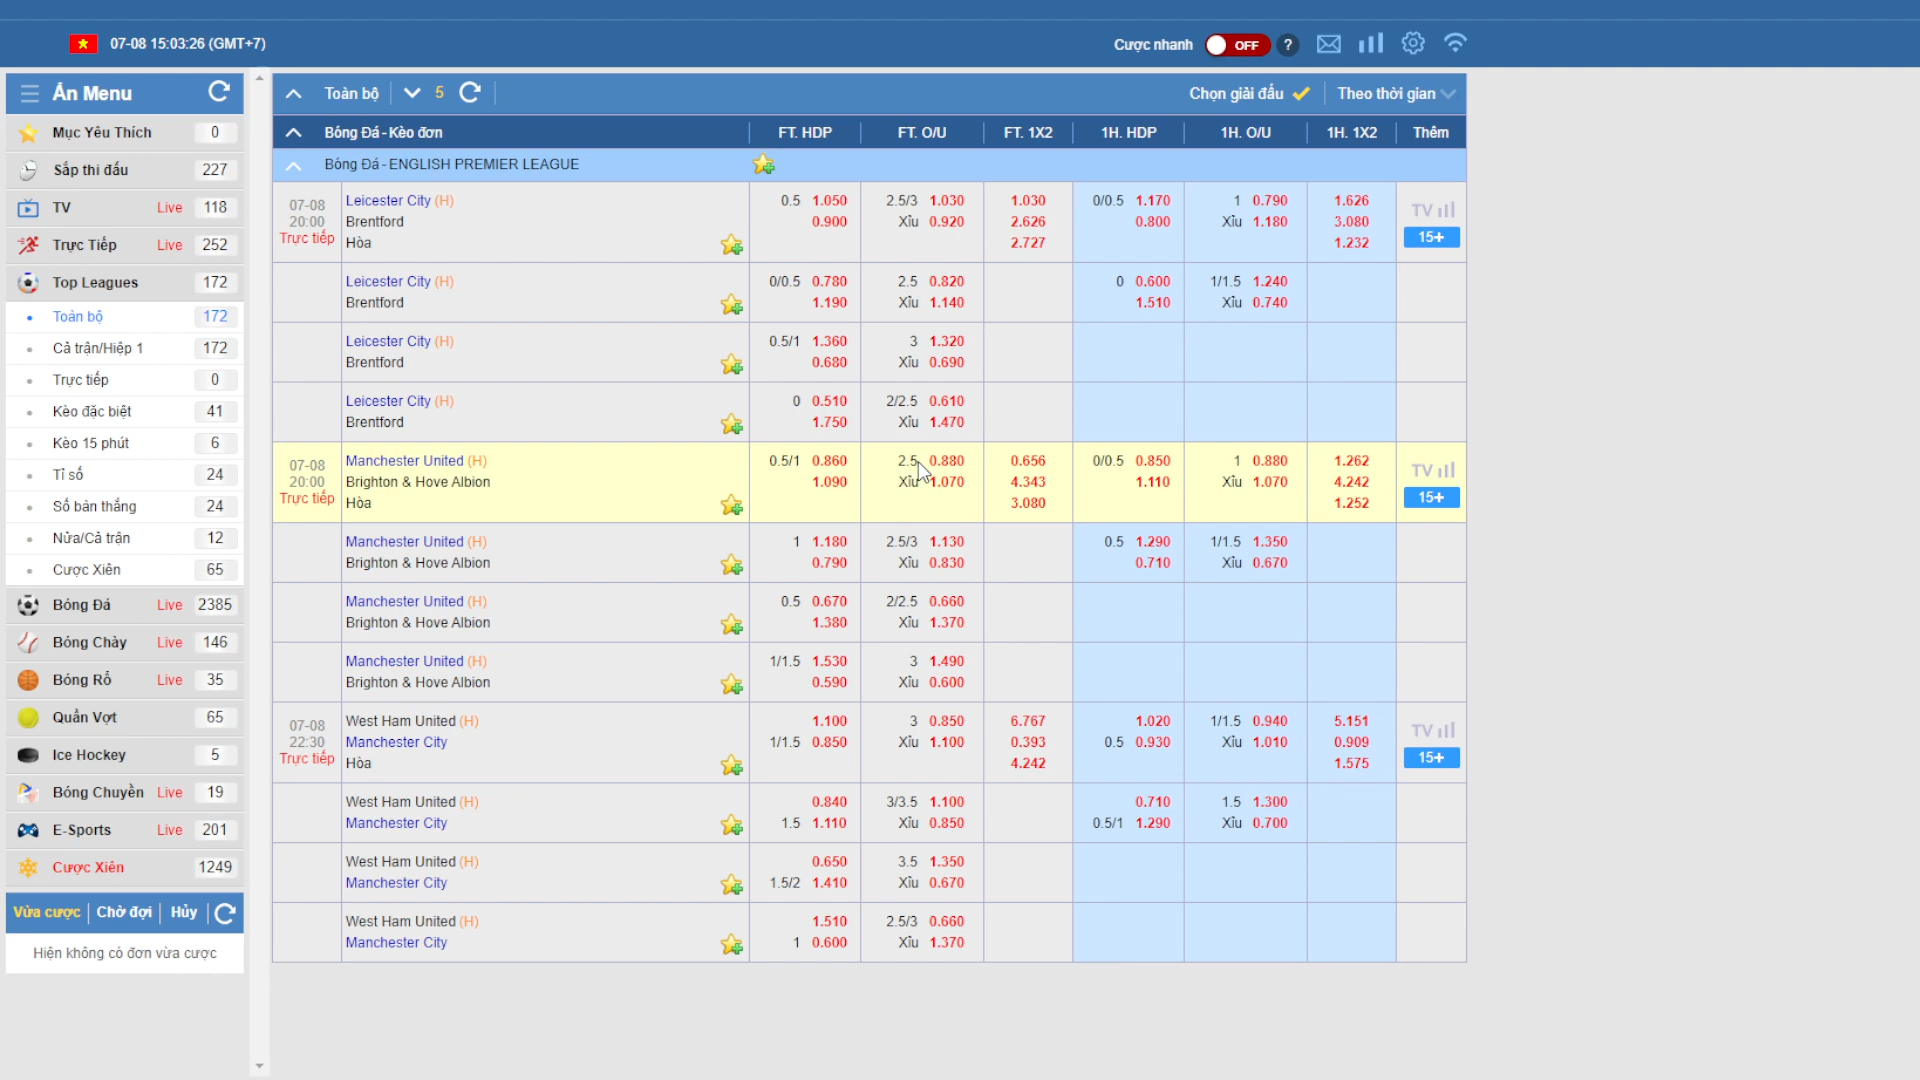 07-08 15:03:26 (GMT+7)
Cược nhanh OFF ?
Ẩn Menu
Mục Yêu Thích 0
Sắp thi đấu 227
TV Live 118
Trực Tiếp Live 252
Top Leagues 172
Toàn bộ 172
Cả trận/Hiệp 1 172
Trực tiếp 0
Kèo đặc biệt 41
Kèo 15 phút 6
Tỉ số 24
Số bàn thắng 24
Nửa/Cả trận 12
Cược Xiên 65
Bóng Đá Live 2385
Bóng Chày Live 146
Bóng Rổ Live 35
Quần Vợt 65
Ice Hockey 5
Bóng Chuyền Live 19
E-Sports Live 201
Cược Xiên 1249
Vừa cược Chờ đợi Hủy
Hiện không có đơn vừa cược
Toàn bộ 5 Chọn giải đấu Theo thời gian
Bóng Đá - Kèo đơn FT. HDP FT. O/U FT. 1X2 1H. HDP 1H. O/U 1H. 1X2 Thêm
Bóng Đá - ENGLISH PREMIER LEAGUE
07-08 20:00 Trực tiếp
Leicester City (H) 0.5 1.050 2.5/3 1.030 1.030 0/0.5 1.170 1 0.790 1.626 TV
Brentford 0.900 Xỉu 0.920 2.626 0.800 Xỉu 1.180 3.080 15+
Hòa 2.727 1.232
Leicester City (H) 0/0.5 0.780 2.5 0.820 0 0.600 1/1.5 1.240
Brentford 1.190 Xỉu 1.140 1.510 Xỉu 0.740
Leicester City (H) 0.5/1 1.360 3 1.320
Brentford 0.680 Xỉu 0.690
Leicester City (H) 0 0.510 2/2.5 0.610
Brentford 1.750 Xỉu 1.470
07-08 20:00 Trực tiếp
Manchester United (H) 0.5/1 0.860 2.5 0.880 0.656 0/0.5 0.850 1 0.880 1.262 TV
Brighton & Hove Albion 1.090 Xỉu 1.070 4.343 1.110 Xỉu 1.070 4.242 15+
Hòa 3.080 1.252
Manchester United (H) 1 1.180 2.5/3 1.130 0.5 1.290 1/1.5 1.350
Brighton & Hove Albion 0.790 Xỉu 0.830 0.710 Xỉu 0.670
Manchester United (H) 0.5 0.670 2/2.5 0.660
Brighton & Hove Albion 1.380 Xỉu 1.370
Manchester United (H) 1/1.5 1.530 3 1.490
Brighton & Hove Albion 0.590 Xỉu 0.600
07-08 22:30 Trực tiếp
West Ham United (H) 1.100 3 0.850 6.767 1.020 1/1.5 0.940 5.151 TV
Manchester City 1/1.5 0.850 Xỉu 1.100 0.393 0.5 0.930 Xỉu 1.010 0.909 15+
Hòa 4.242 1.575
West Ham United (H) 0.840 3/3.5 1.100 0.710 1.5 1.300
Manchester City 1.5 1.110 Xỉu 0.850 0.5/1 1.290 Xỉu 0.700
West Ham United (H) 0.650 3.5 1.350
Manchester City 1.5/2 1.410 Xỉu 0.670
West Ham United (H) 1.510 2.5/3 0.660
Manchester City 1 0.600 Xỉu 1.370